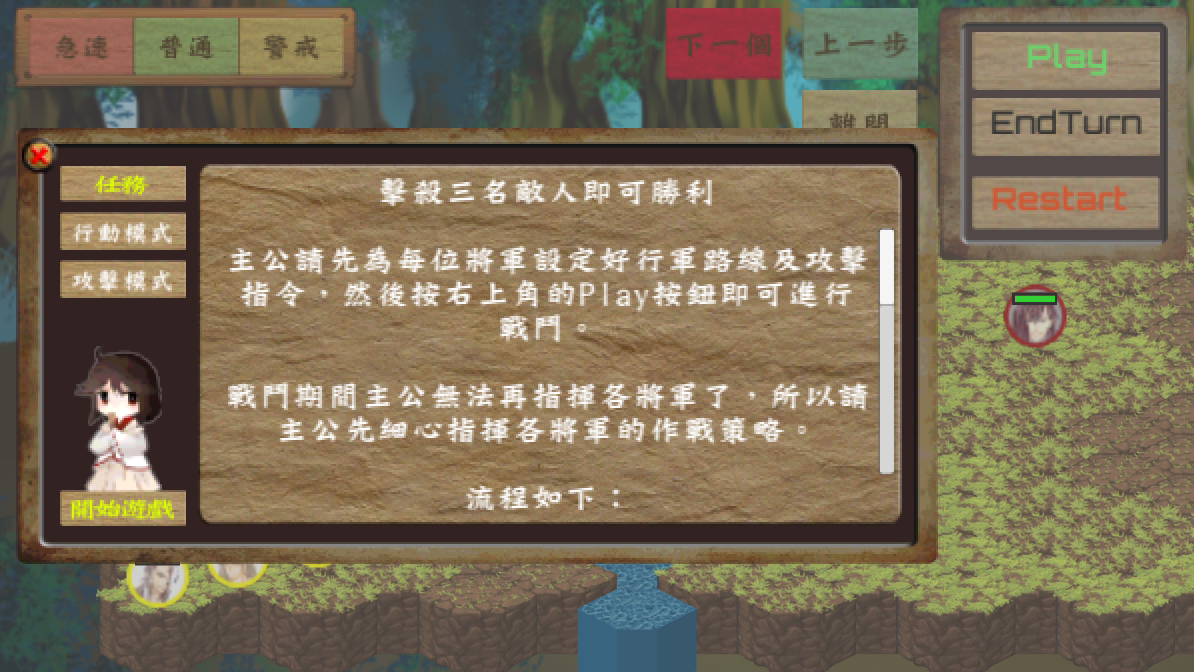 急速 普通 警戒
下一個
上一步
離開
Play
EndTurn
Restart
任務
行動模式
攻擊模式
開始遊戲
擊殺三名敵人即可勝利
主公請先為每位將軍設定好行軍路線及攻擊
指令，然後按右上角的Play按鈕即可進行
戰鬥。
戰鬥期間主公無法再指揮各將軍了，所以請
主公先細心指揮各將軍的作戰策略。
流程如下：